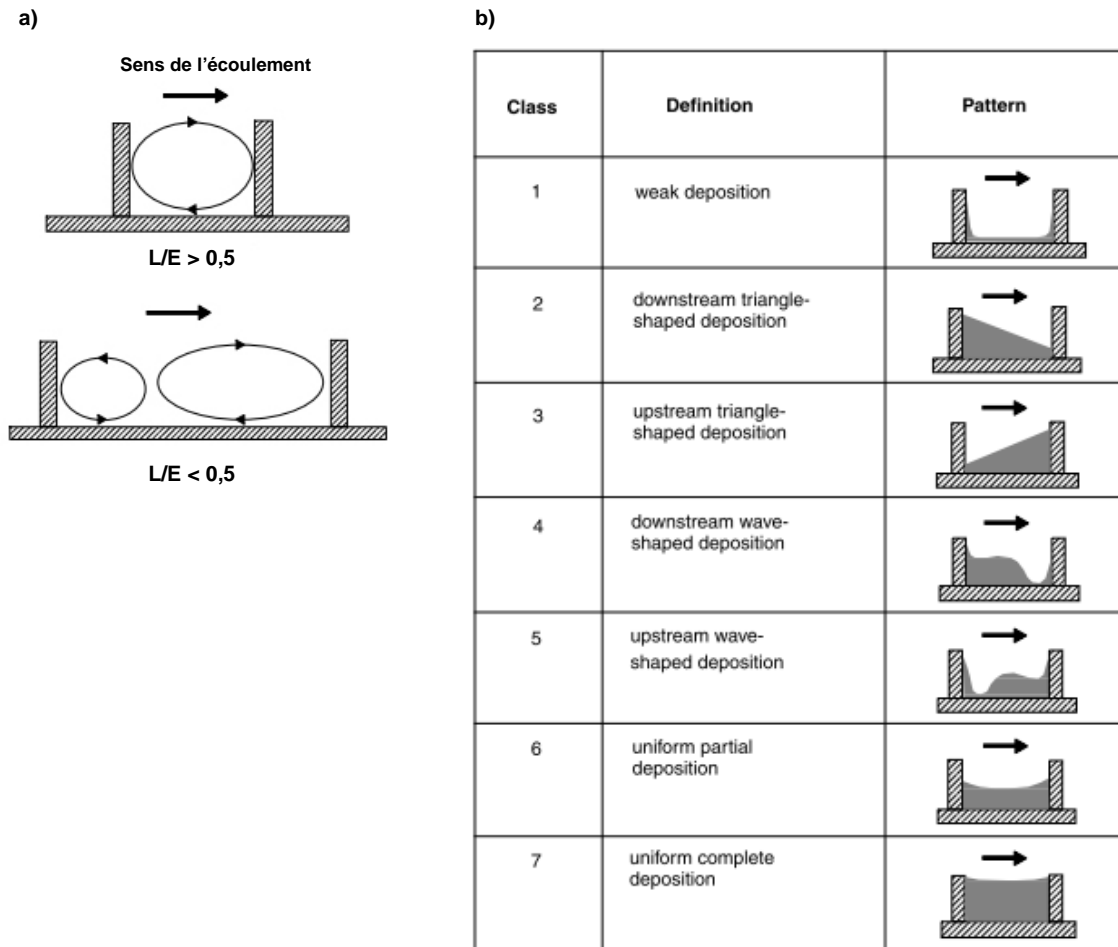 a)
Sens de l'écoulement
L/E > 0,5
L/E < 0,5
b)
Class Definition Pattern
1 weak deposition
2 downstream triangle-
shaped deposition
3 upstream triangle-
shaped deposition
4 downstream wave-
shaped deposition
5 upstream wave-
shaped deposition
6 uniform partial
deposition
7 uniform complete
deposition